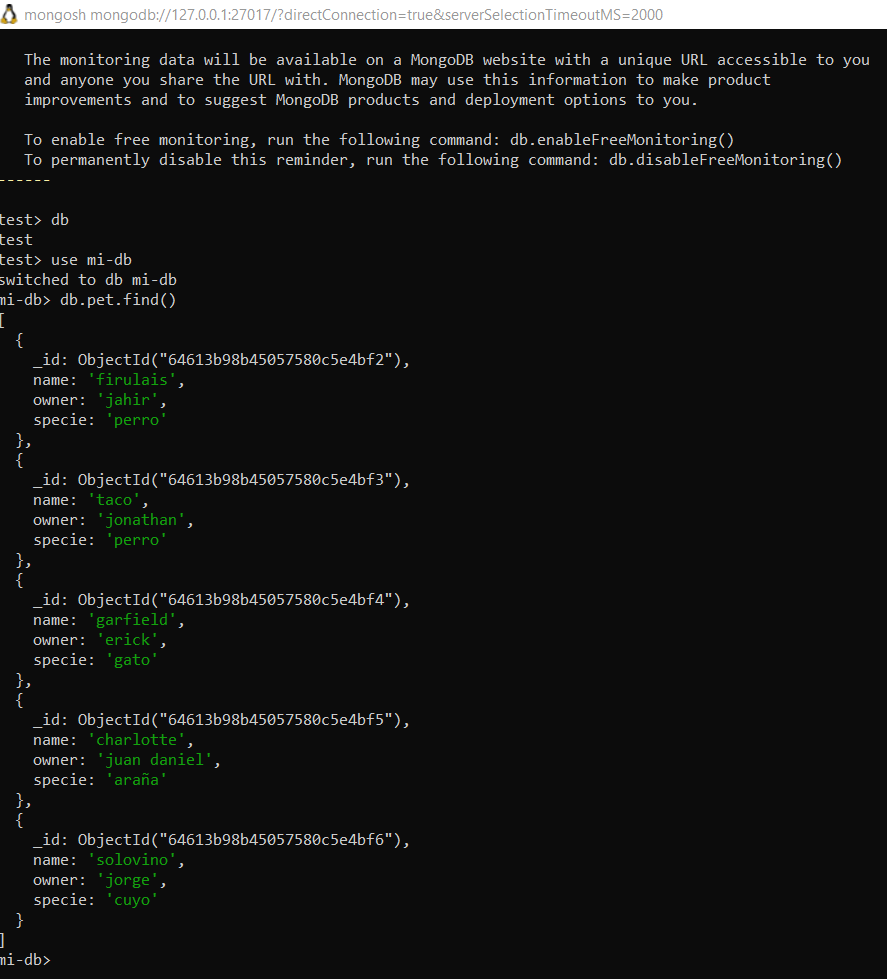 mongosh mongodb://127.0.0.1:27017/?directConnection=true&serverSelectionTimeoutMS=2000
The monitoring data will be available on a MongoDB website with a unique URL accessible to you
and anyone you share the URL with. MongoDB may use this information to make product
improvements and to suggest MongoDB products and deployment options to you.
To enable free monitoring, run the following command: db.enableFreeMonitoring()
To permanently disable this reminder, run the following command: db.disableFreeMonitoring()
------
test> db
test
test> use mi-db
switched to db mi-db
mi-db> db.pet.find()
[
  {
    _id: ObjectId("64613b98b45057580c5e4bf2"),
    name: 'firulais',
    owner: 'jahir',
    specie: 'perro'
  },
  {
    _id: ObjectId("64613b98b45057580c5e4bf3"),
    name: 'taco',
    owner: 'jonathan',
    specie: 'perro'
  },
  {
    _id: ObjectId("64613b98b45057580c5e4bf4"),
    name: 'garfield',
    owner: 'erick',
    specie: 'gato'
  },
  {
    _id: ObjectId("64613b98b45057580c5e4bf5"),
    name: 'charlotte',
    owner: 'juan daniel',
    specie: 'araña'
  },
  {
    _id: ObjectId("64613b98b45057580c5e4bf6"),
    name: 'solovino',
    owner: 'jorge',
    specie: 'cuyo'
  }
]
mi-db>